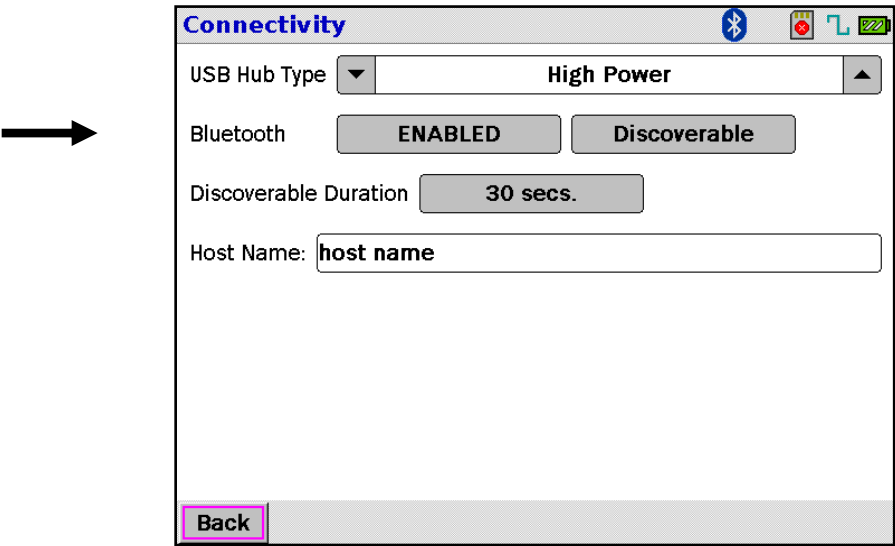 Connectivity
USB Hub Type High Power
Bluetooth ENABLED Discoverable
Discoverable Duration 30 secs.
Host Name: host name
Back